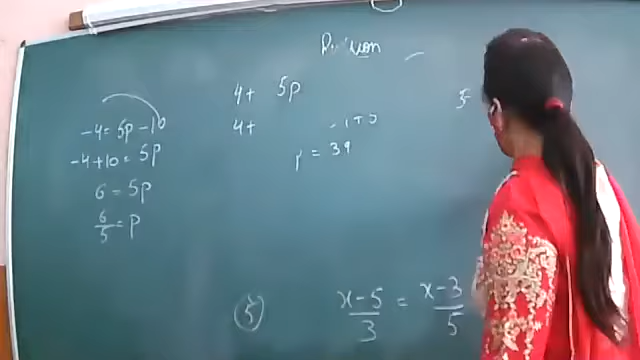 -4 = 5p - 10
-4+10 = 5p
6 = 5p
6/5 = p
4+ 5p
4+
= 39
5
(5) x-5/3 = x-3/5